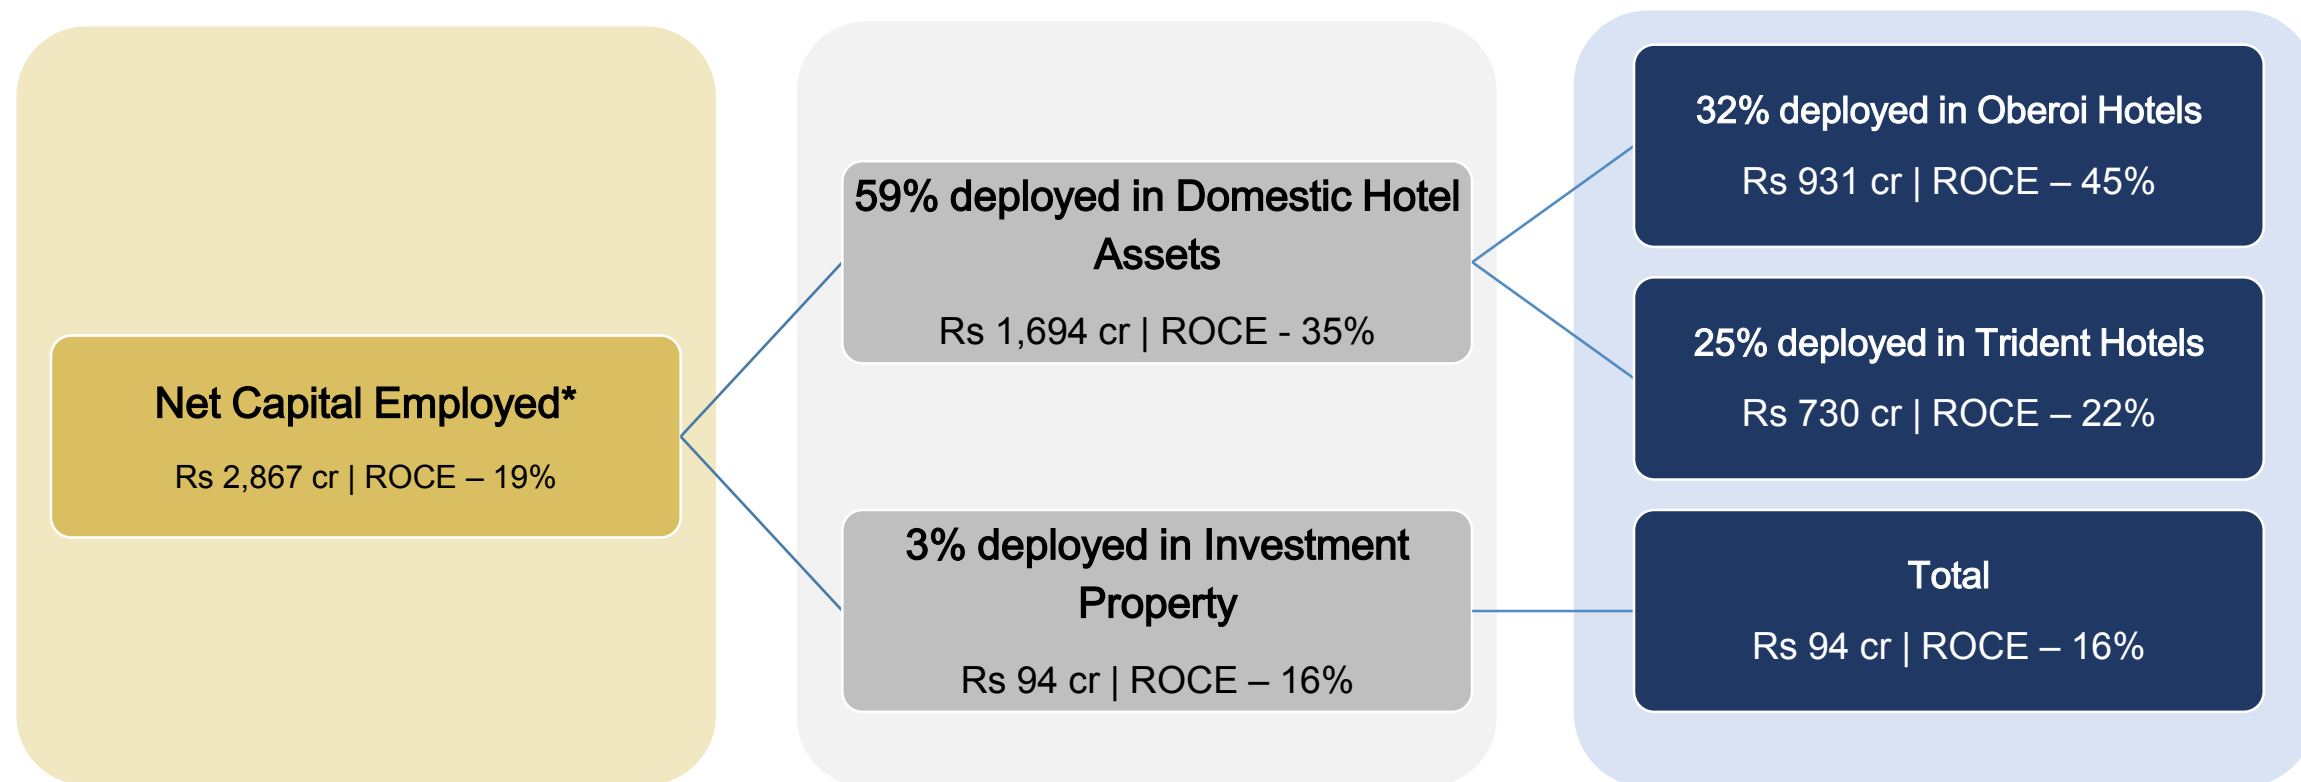 Net Capital Employed*
Rs 2,867 cr | ROCE – 19%
59% deployed in Domestic Hotel
Assets
Rs 1,694 cr | ROCE - 35%
3% deployed in Investment
Property
Rs 94 cr | ROCE – 16%
32% deployed in Oberoi Hotels
Rs 931 cr | ROCE – 45%
25% deployed in Trident Hotels
Rs 730 cr | ROCE – 22%
Total
Rs 94 cr | ROCE – 16%